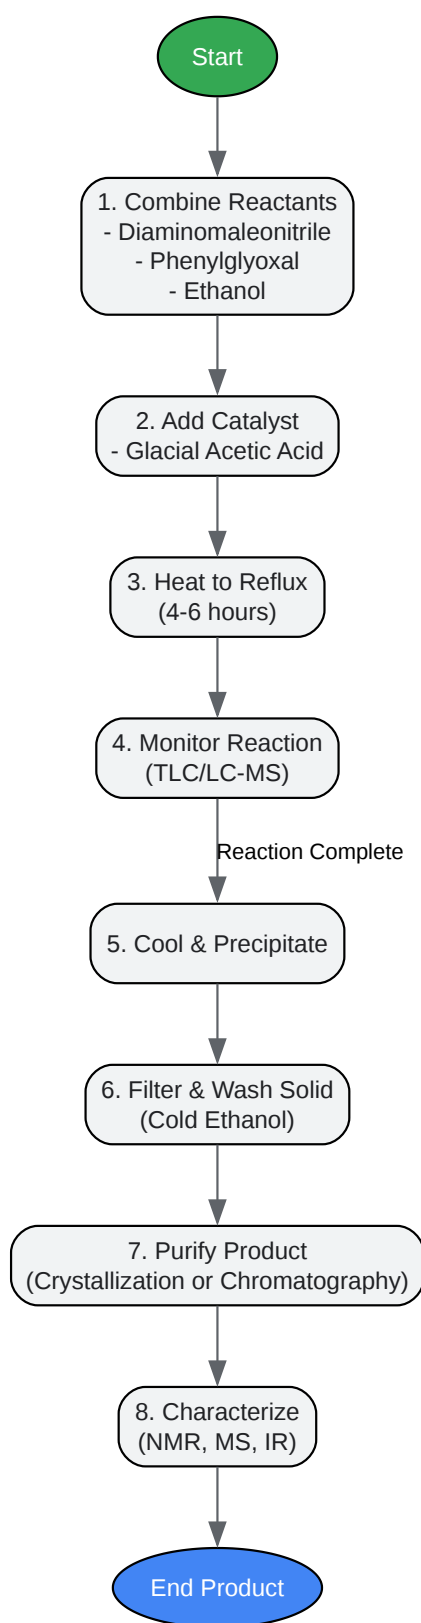 Start
1. Combine Reactants
- Diaminomaleonitrile
- Phenylglyoxal
- Ethanol
2. Add Catalyst
- Glacial Acetic Acid
3. Heat to Reflux
(4-6 hours)
4. Monitor Reaction
(TLC/LC-MS)
Reaction Complete
5. Cool & Precipitate
6. Filter & Wash Solid
(Cold Ethanol)
7. Purify Product
(Crystallization or Chromatography)
8. Characterize
(NMR, MS, IR)
End Product